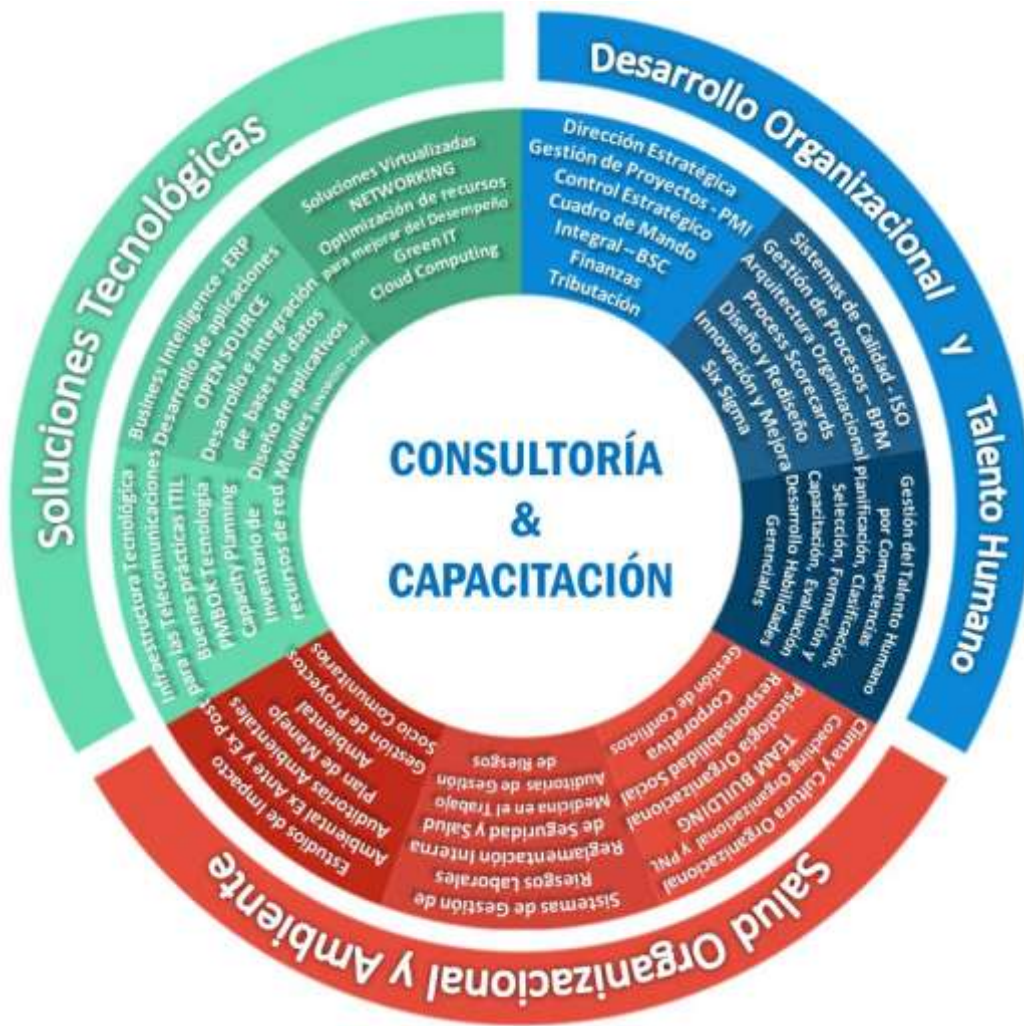 CONSULTORÍA
&
CAPACITACIÓN
Desarrollo Organizacional y Talento Humano
Dirección Estratégica
Gestión de Proyectos - PMI
Control Estratégico
Cuadro de Mando
Integral – BSC
Finanzas
Tributación
Sistemas de Calidad - ISO
Gestión de Procesos – BPM
Arquitectura Organizacional
Process Scorecards
Diseño y Rediseño
Innovación y Mejora
Six Sigma
Gestión del Talento Humano
por Competencias
Planificación, Clasificación,
Selección, Formación y
Capacitación, Evaluación
Desarrollo Habilidades
Gerenciales
Salud Organizacional y Ambiente
Clima y Cultura Organizacional
Coaching Organizacional y PNL
TEAM BUILDING
Psicología Organizacional
Responsabilidad Social
Corporativa
Gestión de Conflictos
Sistemas de Gestión de
Riesgos Laborales
Reglamentación Interna
de Seguridad y Salud
Medicina en el Trabajo
Auditorias de Gestión
de Riesgos
Estudios de Impacto
Ambiental Ex Ante y Ex Post
Auditorías Ambientales
Plan de Manejo
Ambiental
Gestión de Proyectos
Socio Comunitarios
Soluciones Tecnológicas
Infraestructura Tecnológica
para las Telecomunicaciones
Buenas prácticas ITIL
PMBOK Tecnología
Capacity Planning
Inventario de
recursos de red
Business Intelligence - ERP
Desarrollo de aplicaciones
OPEN SOURCE
Desarrollo e integración
de bases de datos
Diseño de aplicativos
Móviles
Soluciones Virtualizadas
NETWORKING
Optimización de recursos
para mejorar del Desempeño
Green IT
Cloud Computing